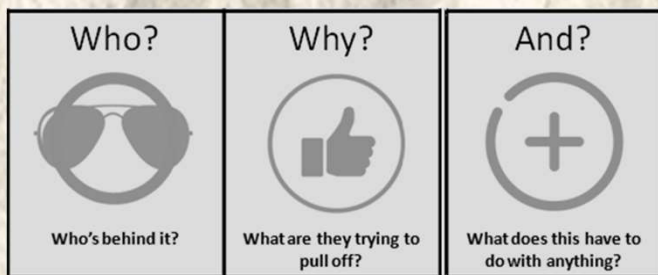 Who?
Why?
And?
Who's behind it?
What are they trying to
pull off?
What does this have to
do with anything?